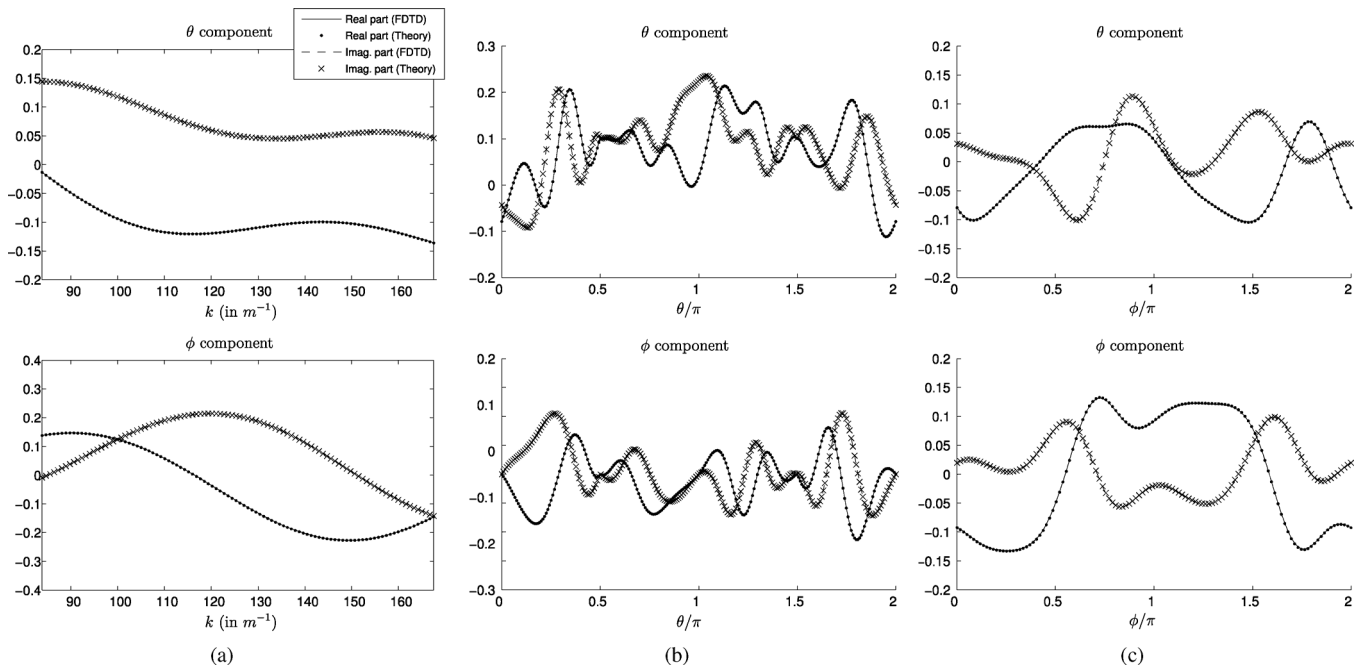 Real part (FDTD)
Real part (Theory)
Imag. part (FDTD)
Imag. part (Theory)
θ component
0.2
0.15
0.1
0.05
0
−0.05
−0.1
−0.15
−0.2
90 100 110 120 130 140 150 160
k (in m⁻¹)
ϕ component
0.4
0.3
0.2
0.1
0
−0.1
−0.2
−0.3
−0.4
90 100 110 120 130 140 150 160
k (in m⁻¹)
(a)
θ component
0.3
0.2
0.1
0
−0.1
−0.2
0 0.5 1 1.5 2
θ/π
ϕ component
0.2
0.1
0
−0.1
−0.2
−0.3
0 0.5 1 1.5 2
θ/π
(b)
θ component
0.2
0.15
0.1
0.05
0
−0.05
−0.1
−0.15
−0.2
0 0.5 1 1.5 2
ϕ/π
ϕ component
0.2
0.15
0.1
0.05
0
−0.05
−0.1
−0.15
−0.2
0 0.5 1 1.5 2
ϕ/π
(c)